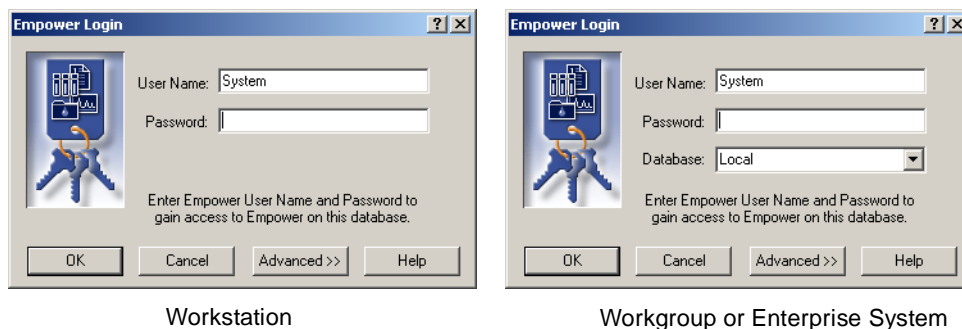 Empower Login
User Name: System
Password:
Enter Empower User Name and Password to
gain access to Empower on this database.
OK Cancel Advanced >> Help
Workstation
Empower Login
User Name: System
Password:
Database: Local
Enter Empower User Name and Password to
gain access to Empower on this database.
OK Cancel Advanced >> Help
Workgroup or Enterprise System